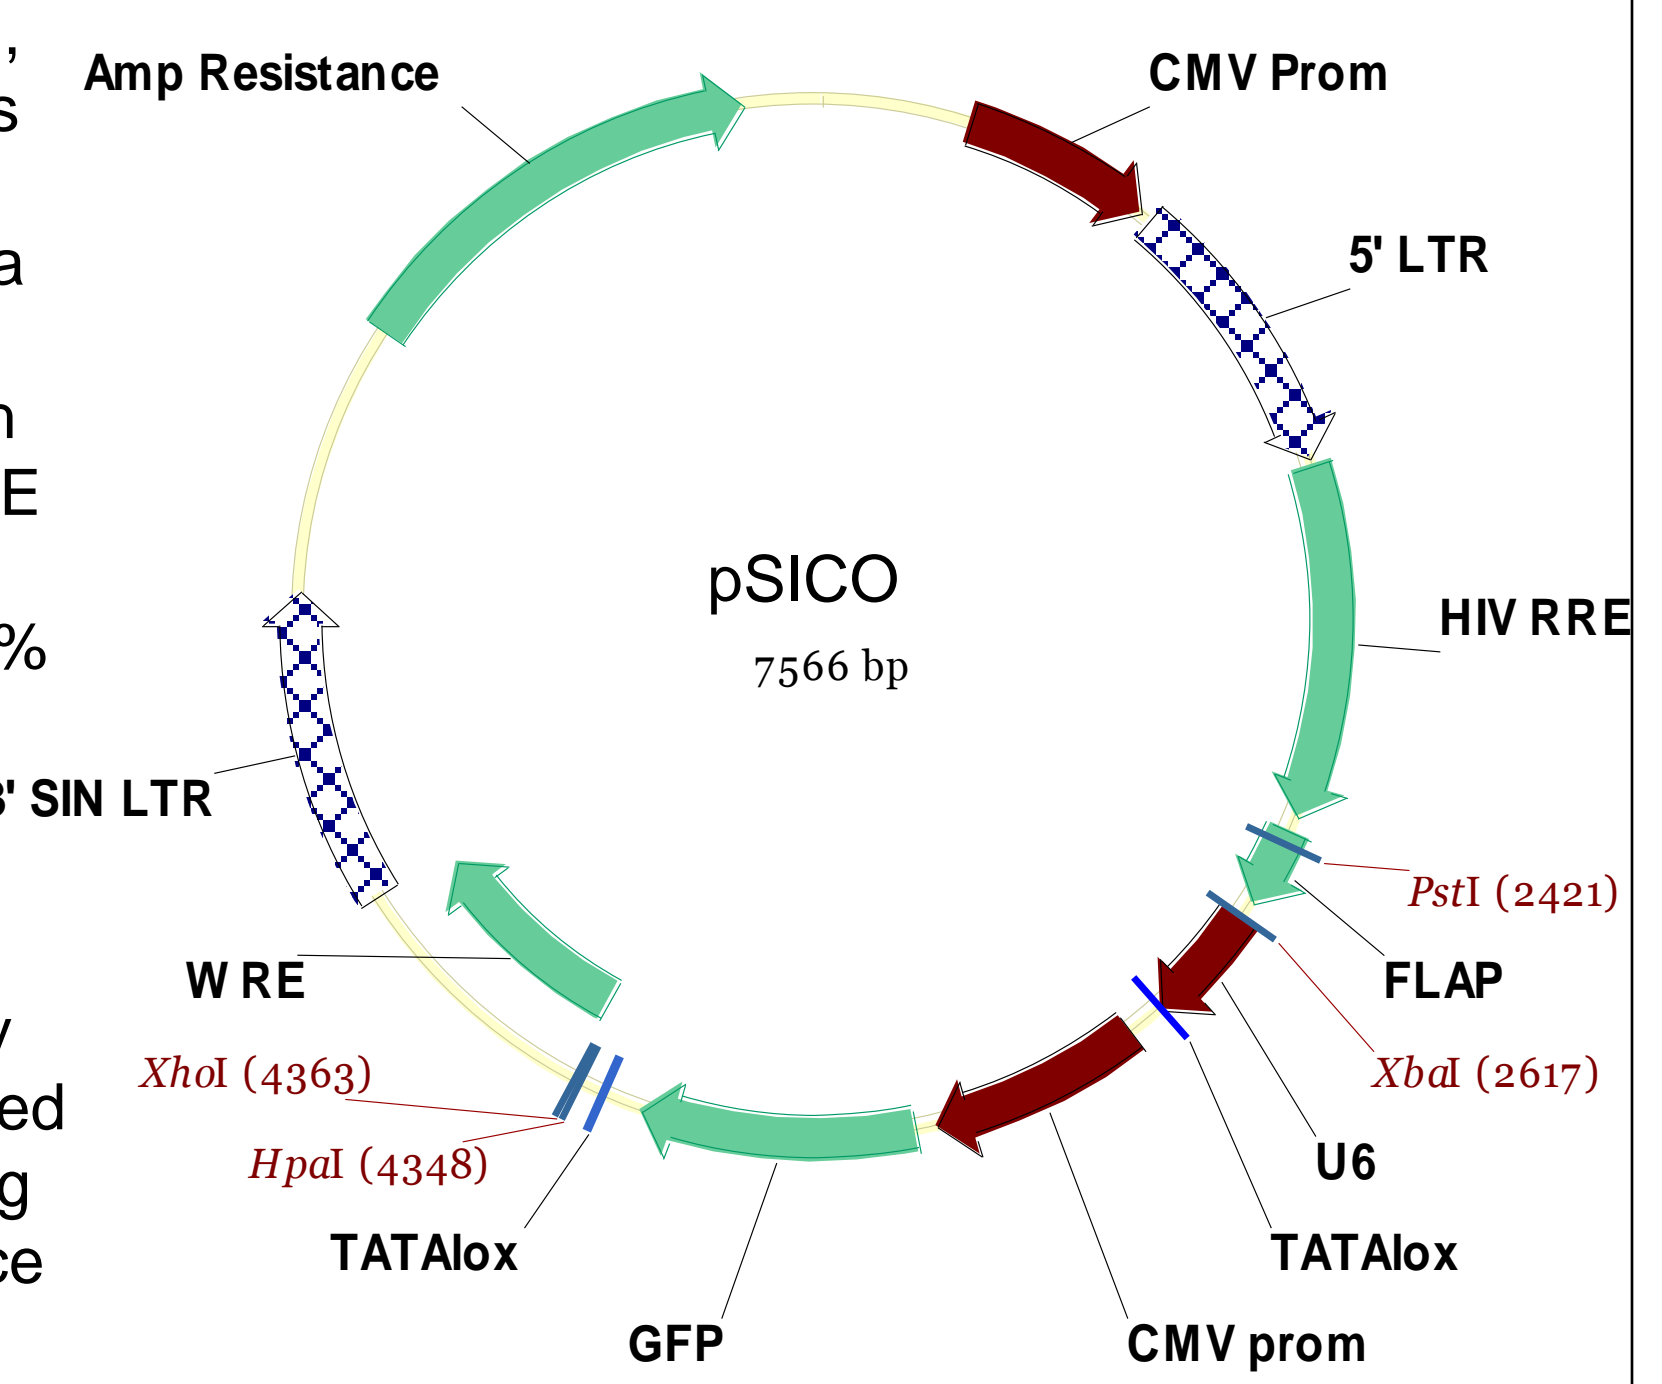 Amp Resistance
CMV Prom
5' LTR
pSICO
7566 bp
HIV RRE
3' SIN LTR
PstI (2421)
FLAP
W RE
XhoI (4363)
XbaI (2617)
HpaI (4348)
U6
TATAlox
TATAlox
GFP
CMV prom